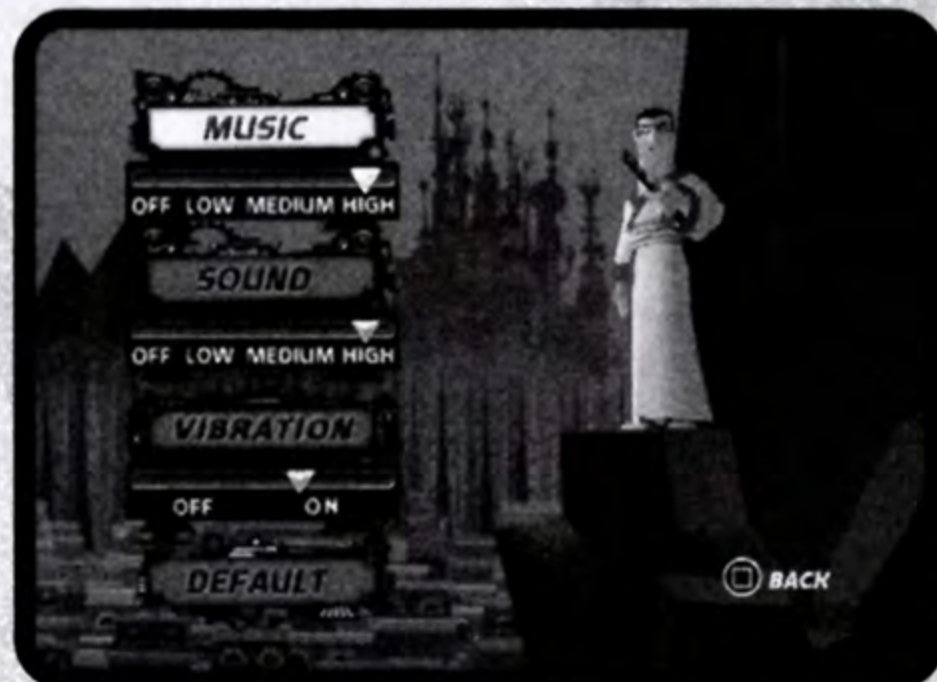 MUSIC
OFF LOW MEDIUM HIGH
SOUND
OFF LOW MEDIUM HIGH
VIBRATION
OFF ON
DEFAULT
BACK